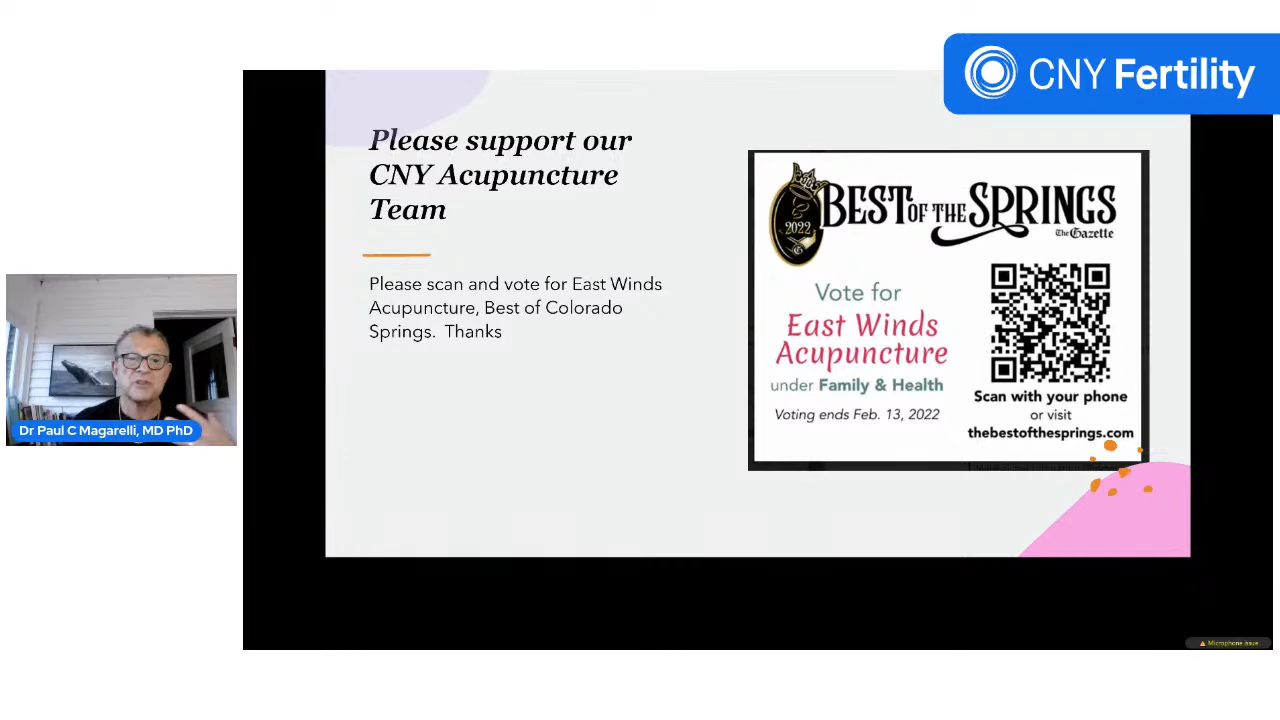 CNY Fertility
Please support our
CNY Acupuncture
Team
Please scan and vote for East Winds
Acupuncture, Best of Colorado
Springs.  Thanks
2022
BEST OF THE SPRINGS
The Gazette
Vote for
East Winds
Acupuncture
under Family & Health
Voting ends Feb. 13, 2022
Scan with your phone
or visit
thebestofthesprings.com
Dr Paul C Magarelli, MD PhD
Microphone issue